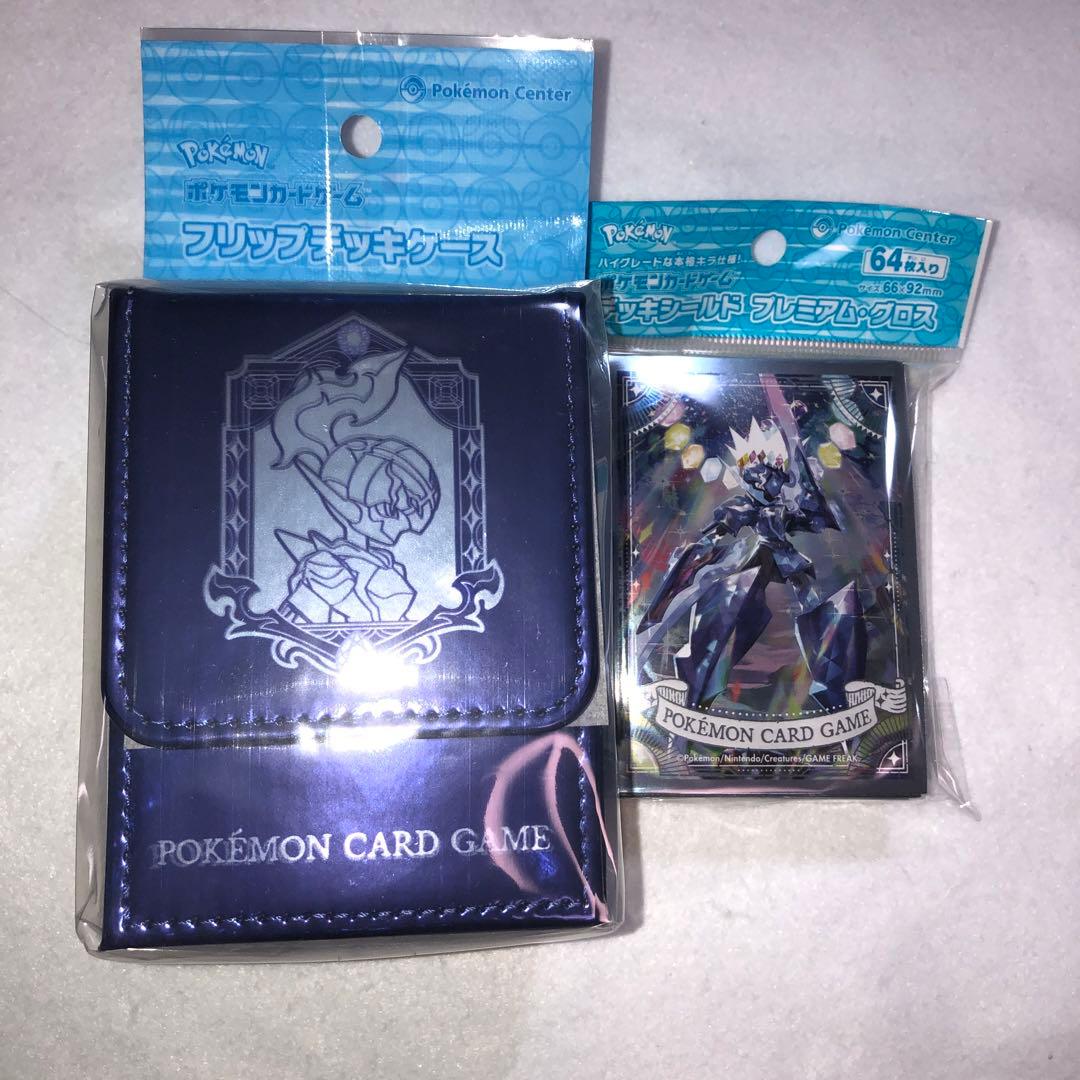 Pokémon Center
POKÉMON
ポケモンカードゲーム
フリップデッキケース
POKÉMON CARD GAME
POKÉMON
Pokémon Center
ハイグレードな本格キラ仕様!
64枚入り
ポケモンカードゲーム
サイズ 66×92mm
デッキシールド プレミアム・グロス
POKÉMON CARD GAME
©Pokémon/Nintendo/Creatures/GAME FREAK